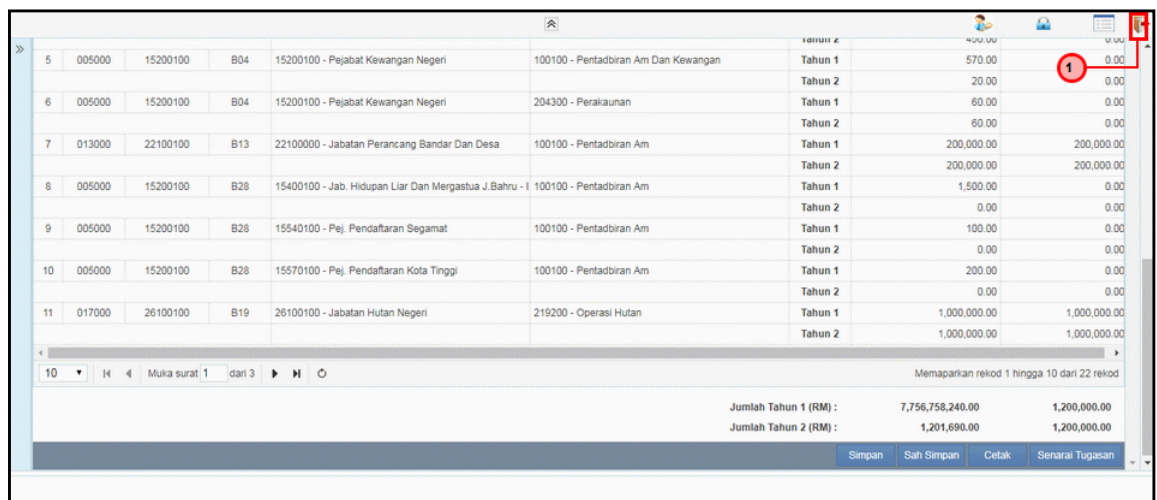 Tahun 2 450.00 0.00
5 005000 15200100 B04 15200100 - Pejabat Kewangan Negeri 100100 - Pentadbiran Am Dan Kewangan Tahun 1 570.00 0.00
1
Tahun 2 20.00 0.00
6 005000 15200100 B04 15200100 - Pejabat Kewangan Negeri 204300 - Perakaunan Tahun 1 60.00 0.00
Tahun 2 60.00 0.00
7 013000 22100100 B13 22100000 - Jabatan Perancang Bandar Dan Desa 100100 - Pentadbiran Am Tahun 1 200,000.00 200,000.00
Tahun 2 200,000.00 200,000.00
8 005000 15200100 B28 15400100 - Jab. Hidupan Liar Dan Mergastua J.Bahru - I 100100 - Pentadbiran Am Tahun 1 1,500.00 0.00
Tahun 2 0.00 0.00
9 005000 15200100 B28 15540100 - Pej. Pendaftaran Segamat 100100 - Pentadbiran Am Tahun 1 100.00 0.00
Tahun 2 0.00 0.00
10 005000 15200100 B28 15570100 - Pej. Pendaftaran Kota Tinggi 100100 - Pentadbiran Am Tahun 1 200.00 0.00
Tahun 2 0.00 0.00
11 017000 26100100 B19 26100100 - Jabatan Hutan Negeri 219200 - Operasi Hutan Tahun 1 1,000,000.00 1,000,000.00
Tahun 2 1,000,000.00 1,000,000.00
10 Muka surat 1 dari 3 Memaparkan rekod 1 hingga 10 dari 22 rekod
Jumlah Tahun 1 (RM) : 7,756,758,240.00 1,200,000.00
Jumlah Tahun 2 (RM) : 1,201,690.00 1,200,000.00
Simpan Sah Simpan Cetak Senarai Tugasan